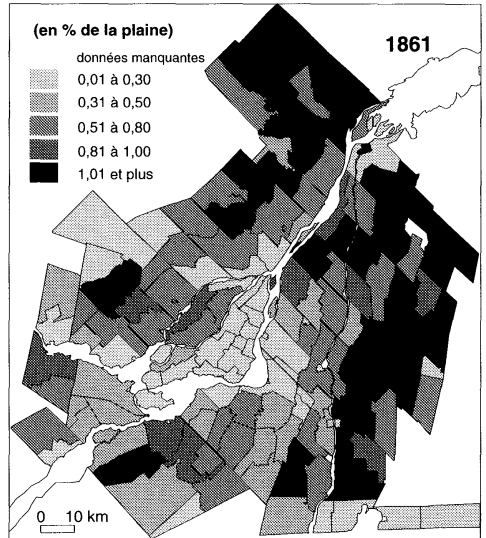 (en % de la plaine)
1861
données manquantes
0,01 à 0,30
0,31 à 0,50
0,51 à 0,80
0,81 à 1,00
1,01 et plus
0 10 km